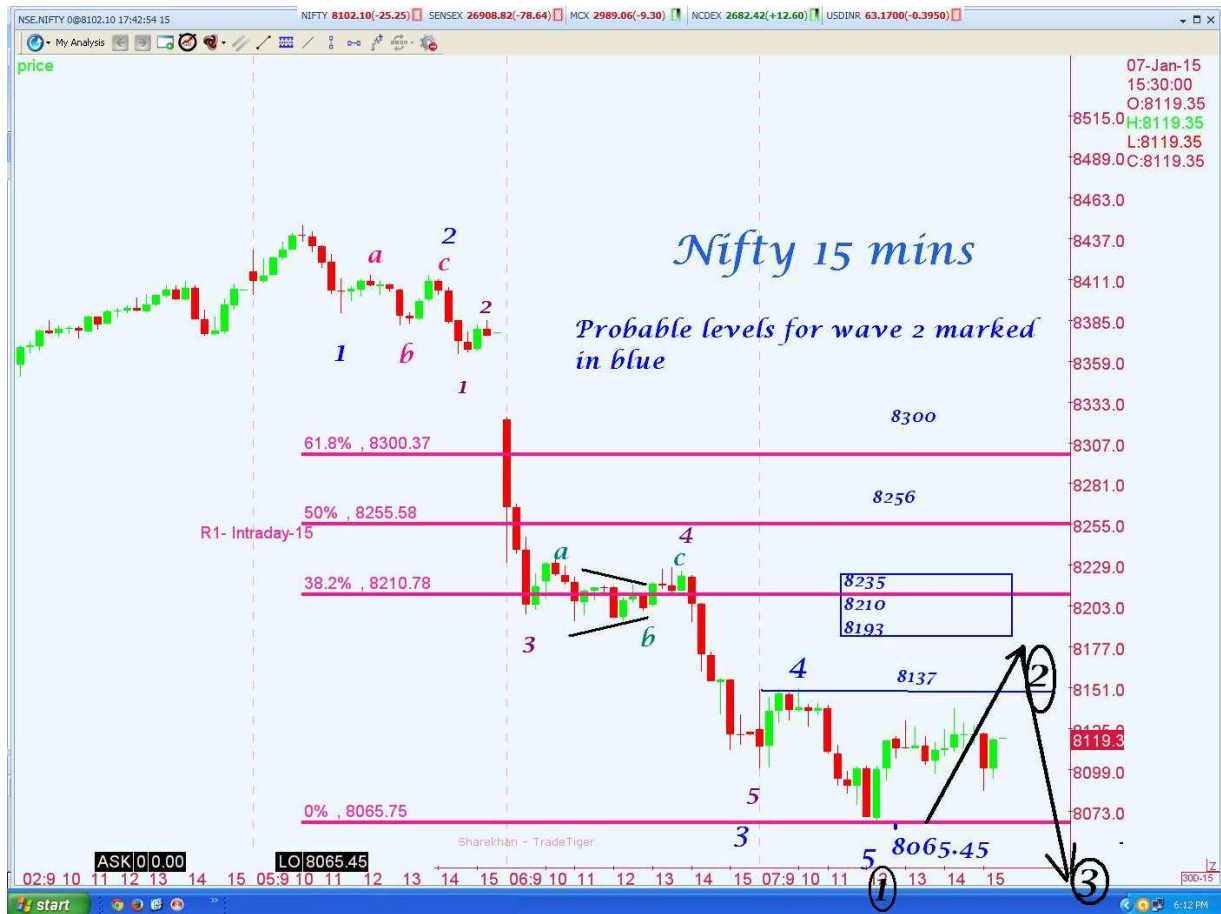 NSE.NIFTY 0@8102.10 17:42:54 15
NIFTY 8102.10(-25.25) SENSEX 26908.82(-78.64) MCX 2989.06(-9.30) NCDEX 2682.42(+12.60) USDINR 63.1700(-0.3950)
My Analysis
price
07-Jan-15
15:30:00
O:8119.35
H:8119.35
L:8119.35
C:8119.35
8515.0
8489.0
8463.0
8437.0
8411.0
8385.0
8359.0
8333.0
8307.0
8281.0
8255.0
8229.0
8203.0
8177.0
8151.0
8125.0
8119.3
8099.0
8073.0
Nifty 15 mins
Probable levels for wave 2 marked
in blue
2
a
c
2
1
b
1
8300
61.8% , 8300.37
8256
50% , 8255.58
R1- Intraday-15
4
a
c
8235
38.2% , 8210.78
8210
8193
3
b
4
8137
2
5
0% , 8065.75
3
Sharekhan - TradeTiger
8065.45
5
ASK 0 0.00
LO 8065.45
02:9 10 11 12 13 14 15 05:9 10 11 12 13 14 15 06:9 10 11 12 13 14 15 07:9 10 11 12 13 14 15
1
3
Z
30D-15
start
6:12 PM